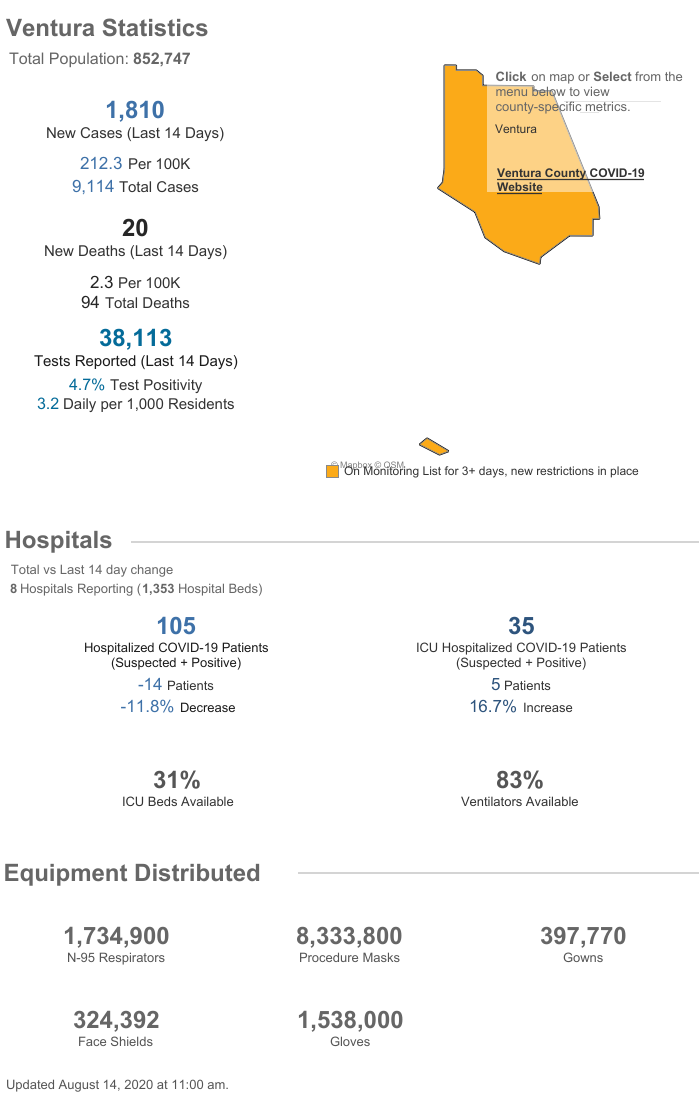 Ventura Statistics
Total Population: 852,747
1,810
New Cases (Last 14 Days)
212.3 Per 100K
9,114 Total Cases
20
New Deaths (Last 14 Days)
2.3 Per 100K
94 Total Deaths
38,113
Tests Reported (Last 14 Days)
4.7% Test Positivity
3.2 Daily per 1,000 Residents
Click on map or Select from the
menu below to view
county-specific metrics.
Ventura
Ventura County COVID-19
Website
© Mapbox © OSM
On Monitoring List for 3+ days, new restrictions in place
Hospitals
Total vs Last 14 day change
8 Hospitals Reporting (1,353 Hospital Beds)
105
Hospitalized COVID-19 Patients
(Suspected + Positive)
-14 Patients
-11.8% Decrease
35
ICU Hospitalized COVID-19 Patients
(Suspected + Positive)
5 Patients
16.7% Increase
31%
ICU Beds Available
83%
Ventilators Available
Equipment Distributed
1,734,900
N-95 Respirators
8,333,800
Procedure Masks
397,770
Gowns
324,392
Face Shields
1,538,000
Gloves
Updated August 14, 2020 at 11:00 am.